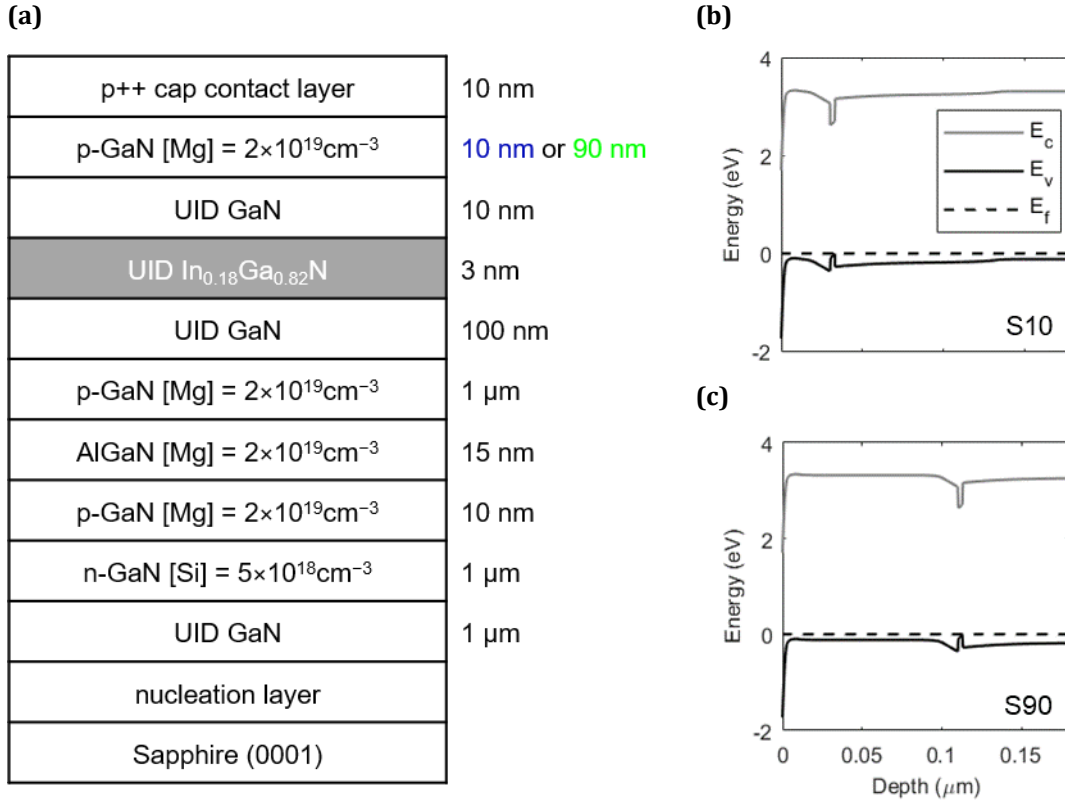 (a)
p++ cap contact layer 10 nm
p-GaN [Mg] = 2×10¹⁹cm⁻³ 10 nm or 90 nm
UID GaN 10 nm
UID In₀.₁₈Ga₀.₈₂N 3 nm
UID GaN 100 nm
p-GaN [Mg] = 2×10¹⁹cm⁻³ 1 µm
AlGaN [Mg] = 2×10¹⁹cm⁻³ 15 nm
p-GaN [Mg] = 2×10¹⁹cm⁻³ 10 nm
n-GaN [Si] = 5×10¹⁸cm⁻³ 1 µm
UID GaN 1 µm
nucleation layer
Sapphire (0001)
(b)
4
2
0
-2
Energy (eV)
E_c
E_v
E_f
S10
(c)
4
2
0
-2
Energy (eV)
S90
0 0.05 0.1 0.15
Depth (μm)